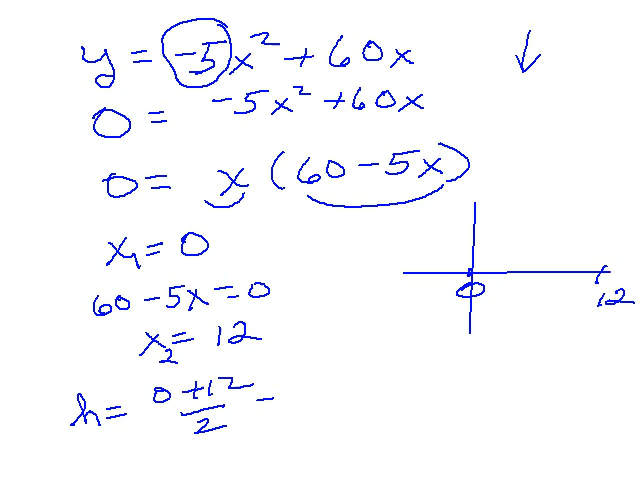 y = -5x² + 60x ↓
0 = -5x² + 60x
0 = x (60 - 5x)
x₁ = 0
60 - 5x = 0
x₂ = 12
h = (0 + 12)/2 =
0
12